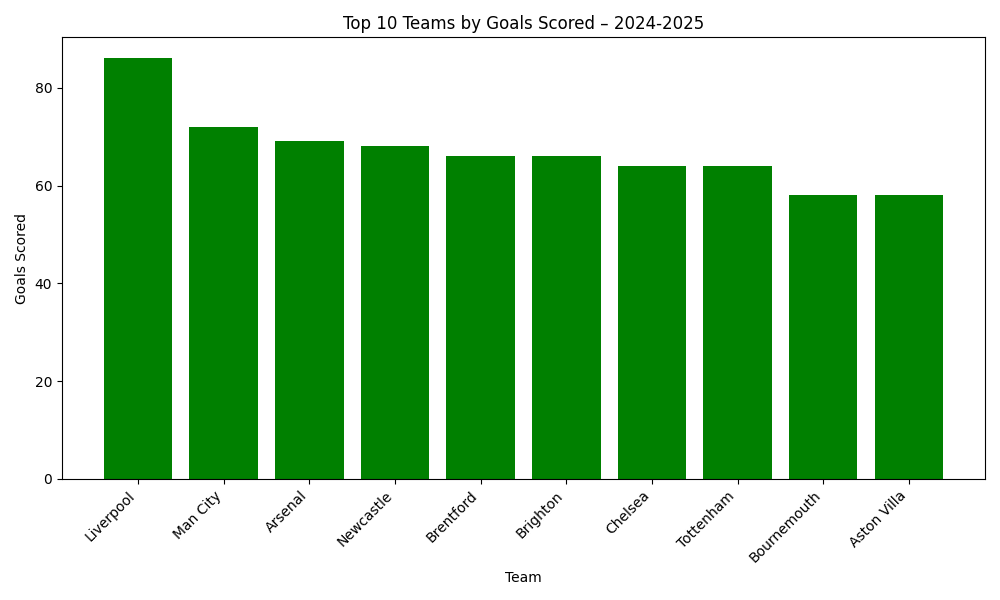 Top 10 Teams by Goals Scored – 2024-2025
Goals Scored
80
60
40
20
0
Liverpool
Man City
Arsenal
Newcastle
Brentford
Brighton
Chelsea
Tottenham
Bournemouth
Aston Villa
Team